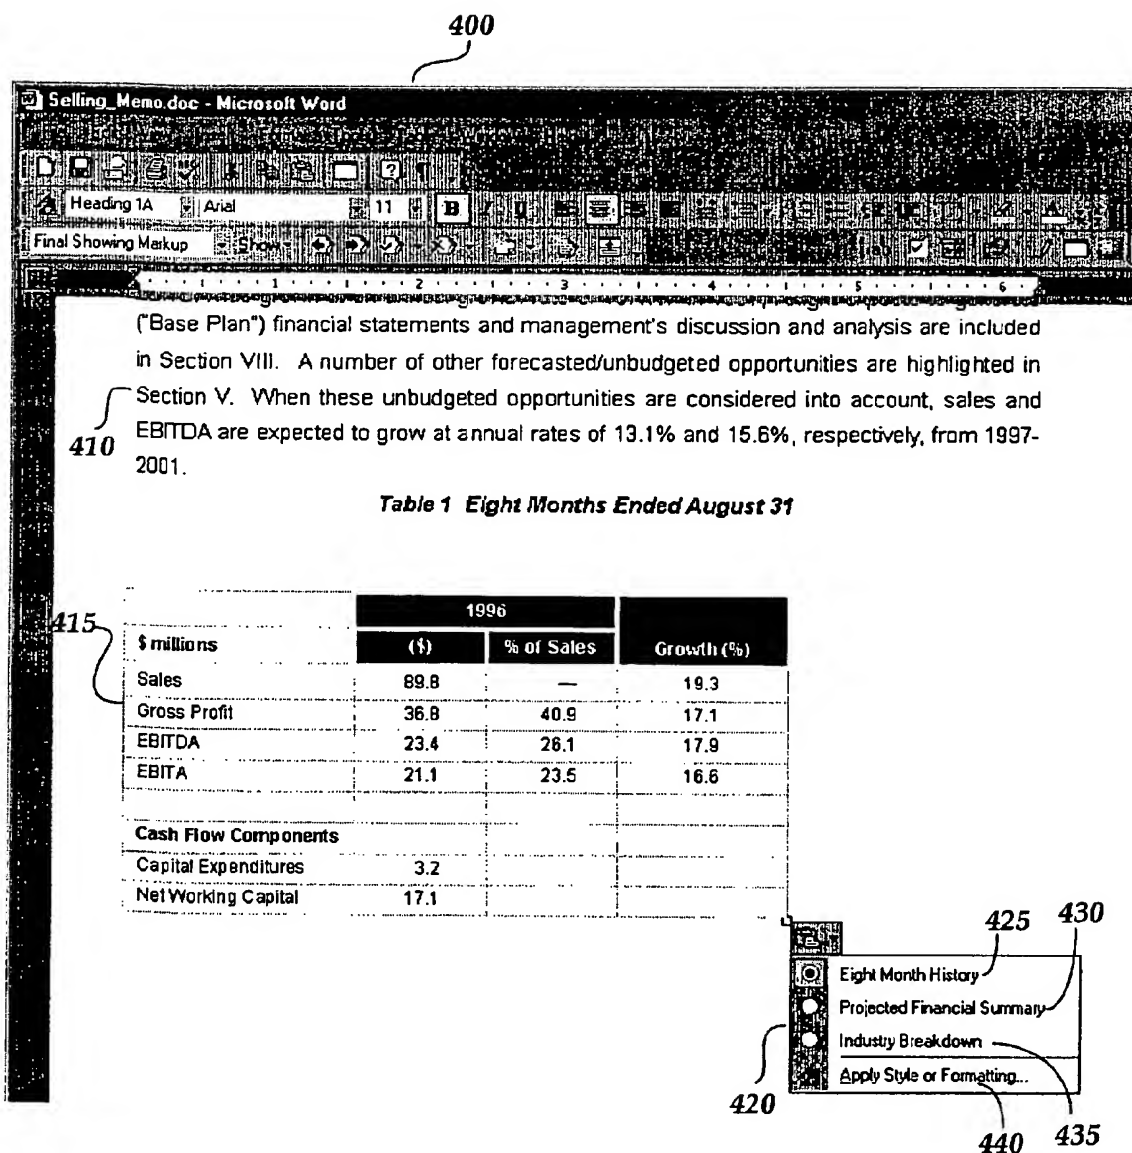 400
Selling_Memo.doc - Microsoft Word
Heading 1A Arial 11 B
Final Showing Markup Show
1 2 3 4 5 6
("Base Plan") financial statements and management's discussion and analysis are included
in Section VIII. A number of other forecasted/unbudgeted opportunities are highlighted in
Section V. When these unbudgeted opportunities are considered into account, sales and
410
EBITDA are expected to grow at annual rates of 13.1% and 15.6%, respectively, from 1997-
2001.
Table 1 Eight Months Ended August 31
415
1996
$ millions ($) % of Sales Growth (%)
Sales 89.8 — 19.3
Gross Profit 36.8 40.9 17.1
EBITDA 23.4 26.1 17.9
EBITA 21.1 23.5 16.6
Cash Flow Components
Capital Expenditures 3.2
Net Working Capital 17.1
425 430
Eight Month History
Projected Financial Summary
Industry Breakdown
Apply Style or Formatting...
420
440 435